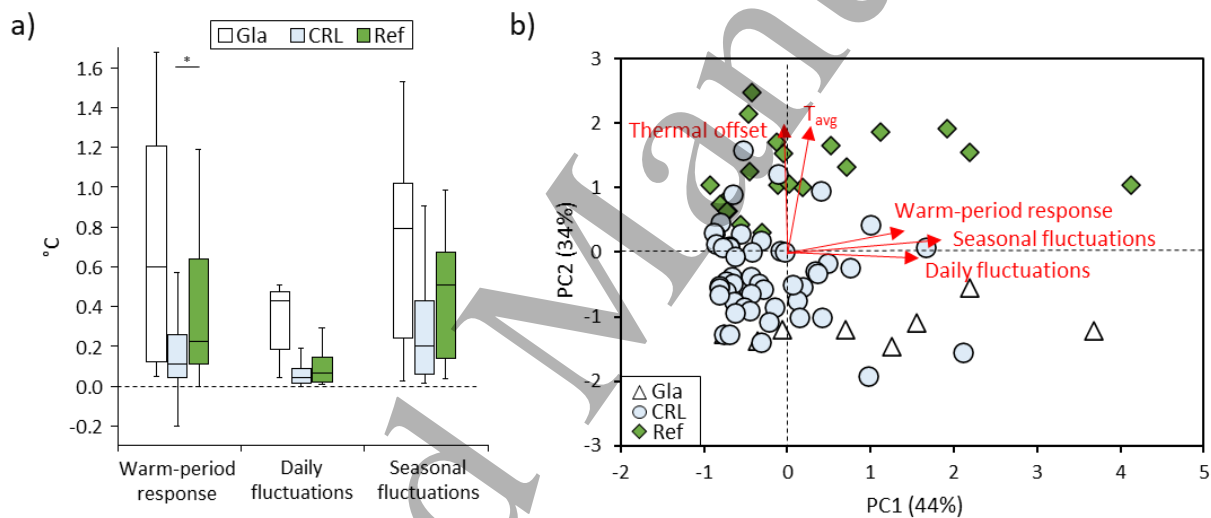 a)
Gla CRL Ref
°C
1.6
1.4
1.2
1.0
0.8
0.6
0.4
0.2
0.0
-0.2
*
Warm-period
response
Daily
fluctuations
Seasonal
fluctuations
b)
PC2 (34%)
3
2
1
0
-1
-2
-3
Thermal offset
Tavg
Warm-period response
Seasonal fluctuations
Daily fluctuations
Gla
CRL
Ref
-2 -1 0 1 2 3 4 5
PC1 (44%)
d Manu